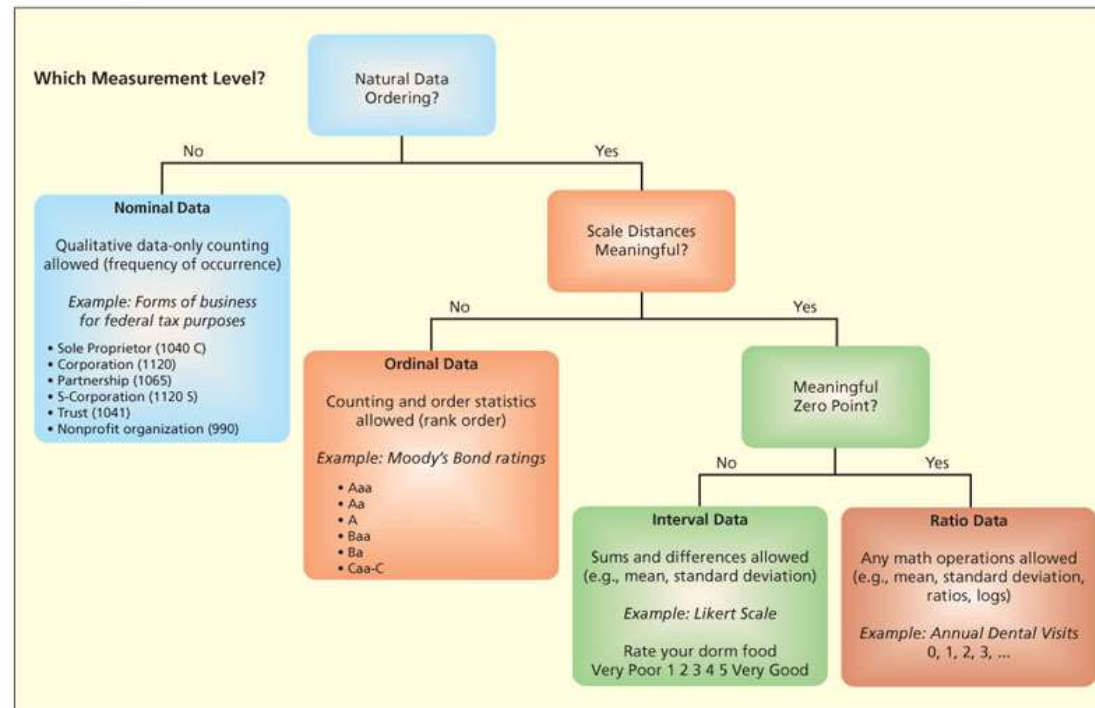 Which Measurement Level?
Natural Data
Ordering?
No
Yes
Nominal Data
Qualitative data-only counting
allowed (frequency of occurrence)
Example: Forms of business
for federal tax purposes
• Sole Proprietor (1040 C)
• Corporation (1120)
• Partnership (1065)
• S-Corporation (1120 S)
• Trust (1041)
• Nonprofit organization (990)
Scale Distances
Meaningful?
No
Yes
Ordinal Data
Counting and order statistics
allowed (rank order)
Example: Moody's Bond ratings
• Aaa
• Aa
• A
• Baa
• Ba
• Caa-C
Meaningful
Zero Point?
No
Yes
Interval Data
Sums and differences allowed
(e.g., mean, standard deviation)
Example: Likert Scale
Rate your dorm food
Very Poor 1 2 3 4 5 Very Good
Ratio Data
Any math operations allowed
(e.g., mean, standard deviation,
ratios, logs)
Example: Annual Dental Visits
0, 1, 2, 3, ...